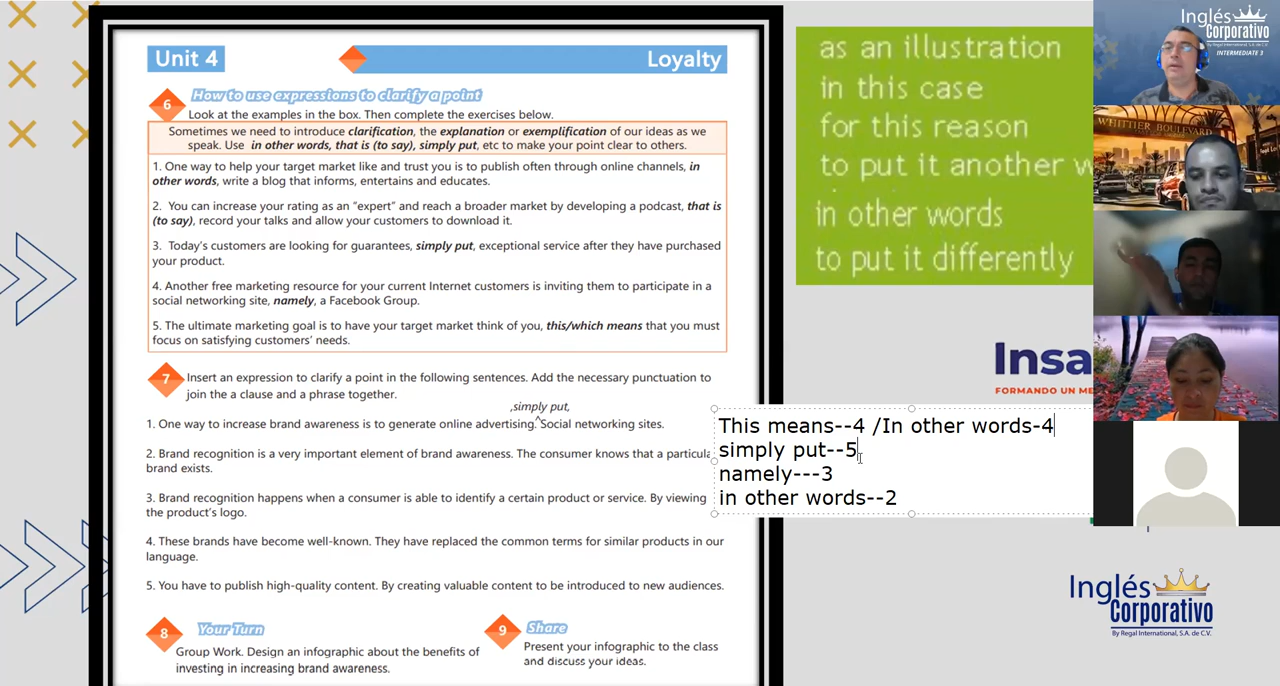 Unit 4
Loyalty
6
How to use expressions to clarify a point
Look at the examples in the box. Then complete the exercises below.
Sometimes we need to introduce clarification, the explanation or exemplification of our ideas as we
speak. Use in other words, that is (to say), simply put, etc to make your point clear to others.
1. One way to help your target market like and trust you is to publish often through online channels, in
other words, write a blog that informs, entertains and educates.
2. You can increase your rating as an “expert” and reach a broader market by developing a podcast, that is
(to say), record your talks and allow your customers to download it.
3. Today’s customers are looking for guarantees, simply put, exceptional service after they have purchased
your product.
4. Another free marketing resource for your current Internet customers is inviting them to participate in a
social networking site, namely, a Facebook Group.
5. The ultimate marketing goal is to have your target market think of you, this/which means that you must
focus on satisfying customers’ needs.
7
Insert an expression to clarify a point in the following sentences. Add the necessary punctuation to
join the a clause and a phrase together.
,simply put,
1. One way to increase brand awareness is to generate online advertising.^Social networking sites.
2. Brand recognition is a very important element of brand awareness. The consumer knows that a particula
brand exists.
3. Brand recognition happens when a consumer is able to identify a certain product or service. By viewing
the product’s logo.
4. These brands have become well-known. They have replaced the common terms for similar products in our
language.
5. You have to publish high-quality content. By creating valuable content to be introduced to new audiences.
8
Your Turn
Group Work. Design an infographic about the benefits of
investing in increasing brand awareness.
9
Share
Present your infographic to the class
and discuss your ideas.
as an illustration
in this case
for this reason
to put it another w
in other words
to put it differently
Insa
FORMANDO UN ME
This means--4 /In other words-4
simply put--5
namely---3
in other words--2
Inglés
Corporativo
By Regal International, S.A. de C.V.
Inglés
Corporativo
By Regal International, S.A. de C.V.
INTERMEDIATE 3
WHITTIER BOULEVARD